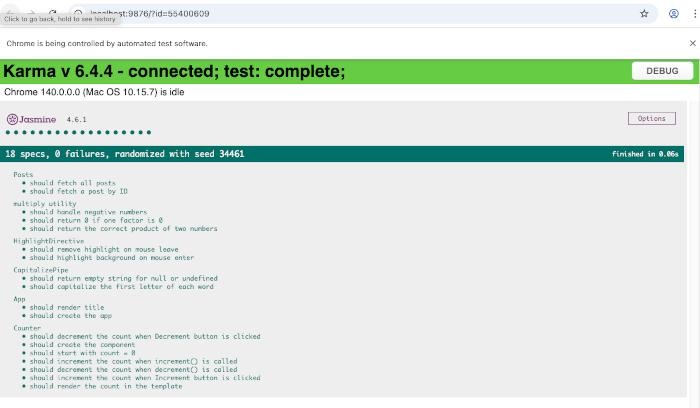 localhost:9876/?id=55400609
Click to go back, hold to see history
Chrome is being controlled by automated test software.
Karma v 6.4.4 - connected; test: complete;
DEBUG
Chrome 140.0.0.0 (Mac OS 10.15.7) is idle
Jasmine 4.6.1
Options
18 specs, 0 failures, randomized with seed 34461
finished in 0.06s
Posts
should fetch all posts
should fetch a post by ID
multiply utility
should handle negative numbers
should return 0 if one factor is 0
should return the correct product of two numbers
HighlightDirective
should remove highlight on mouse leave
should highlight background on mouse enter
CapitalizePipe
should return empty string for null or undefined
should capitalize the first letter of each word
App
should render title
should create the app
Counter
should decrement the count when Decrement button is clicked
should create the component
should start with count = 0
should increment the count when increment() is called
should decrement the count when decrement() is called
should increment the count when Increment button is clicked
should render the count in the template